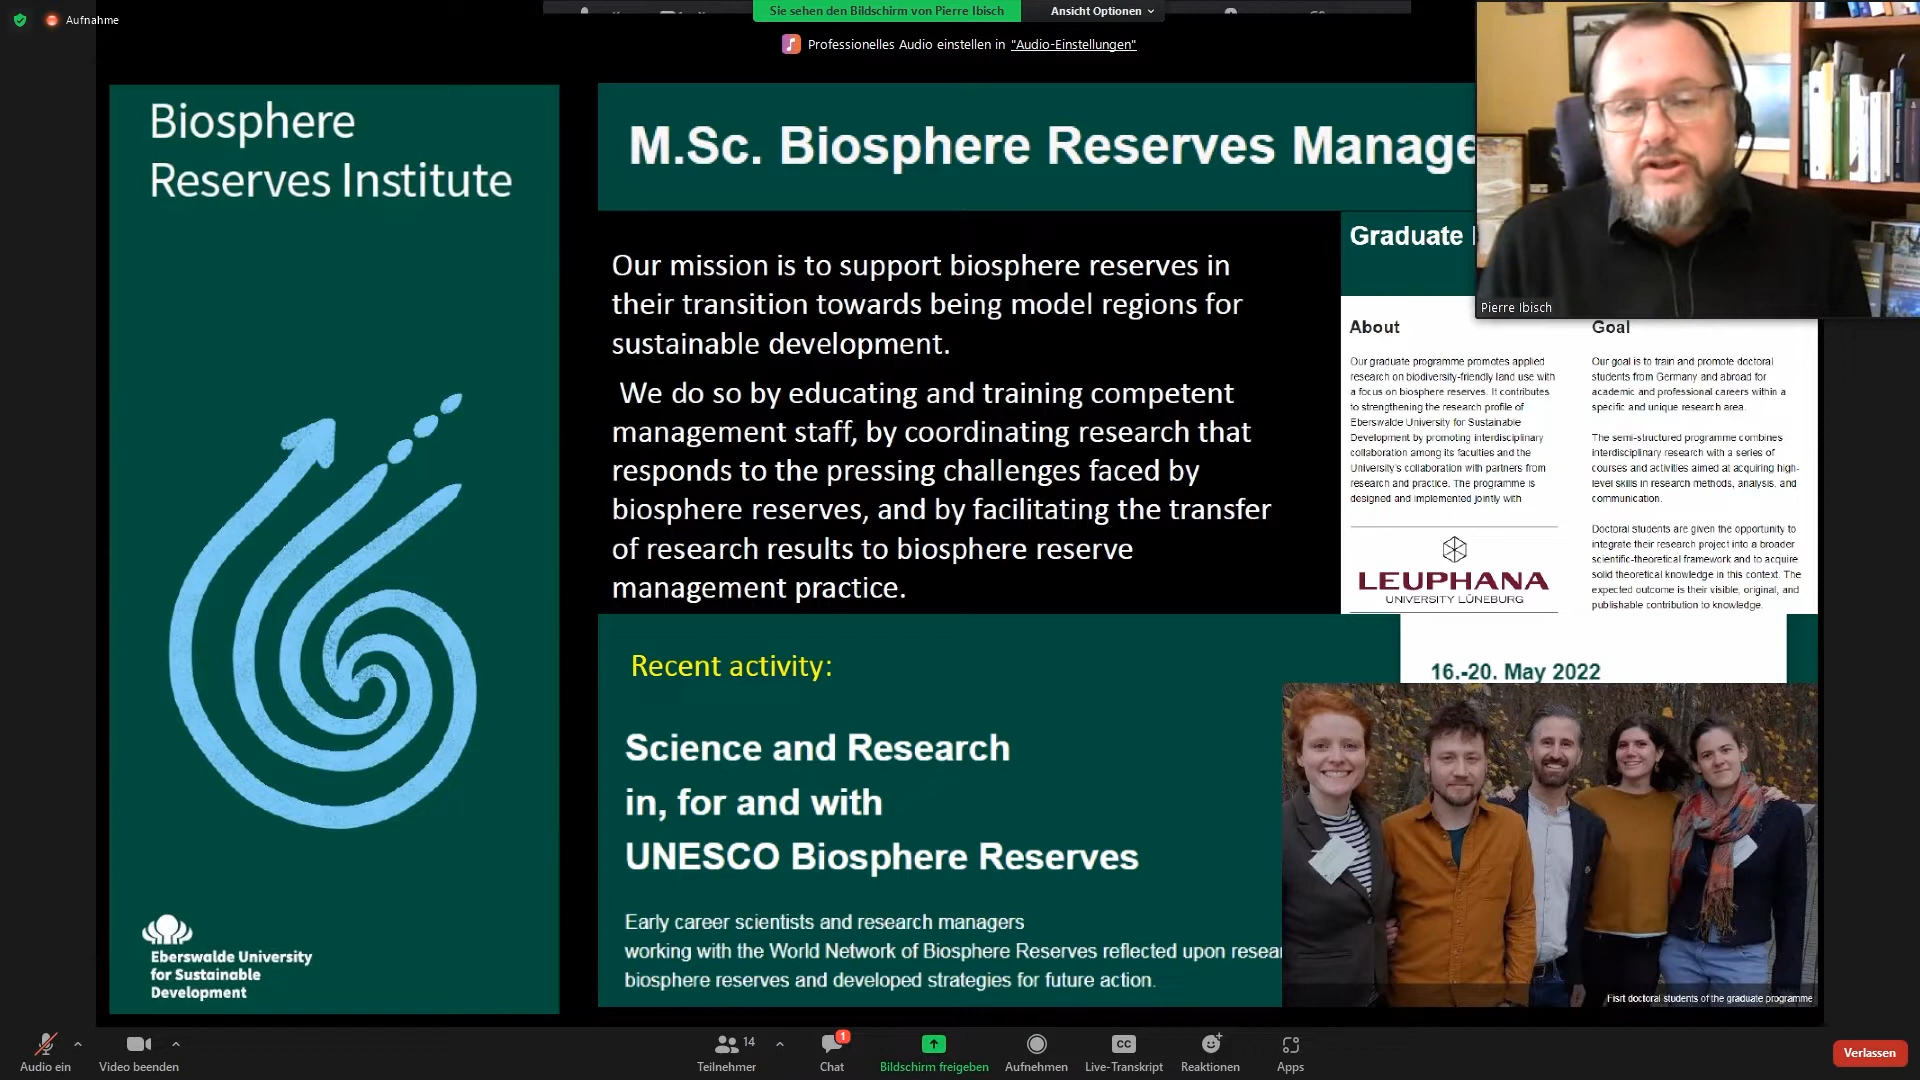 Aufnahme
Sie sehen den Bildschirm von Pierre Ibisch
Ansicht Optionen
Professionelles Audio einstellen in "Audio-Einstellungen"
Biosphere
Reserves Institute
Eberswalde University
for Sustainable
Development
M.Sc. Biosphere Reserves Manage
Our mission is to support biosphere reserves in
their transition towards being model regions for
sustainable development.
We do so by educating and training competent
management staff, by coordinating research that
responds to the pressing challenges faced by
biosphere reserves, and by facilitating the transfer
of research results to biosphere reserve
management practice.
Pierre Ibisch
Graduate
About
Our graduate programme promotes applied
research on biodiversity-friendly land use with
a focus on biosphere reserves. It contributes
to strengthening the research profile of
Eberswalde University for Sustainable
Development by promoting interdisciplinary
collaboration among its faculties and the
University's collaboration with partners from
research and practice. The programme is
designed and implemented jointly with
LEUPHANA
UNIVERSITY LÜNEBURG
Goal
Our goal is to train and promote doctoral
students from Germany and abroad for
academic and professional careers within a
specific and unique research area.
The semi-structured programme combines
interdisciplinary research with a series of
courses and activities aimed at acquiring high-
level skills in research methods, analysis, and
communication.
Doctoral students are given the opportunity to
integrate their research project into a broader
scientific-theoretical framework and to acquire
solid theoretical knowledge in this context. The
expected outcome is their visible, original, and
publishable contribution to knowledge.
Recent activity:
16.-20. May 2022
Science and Research
in, for and with
UNESCO Biosphere Reserves
Early career scientists and research managers
working with the World Network of Biosphere Reserves reflected upon resear
biosphere reserves and developed strategies for future action.
Fisrt doctoral students of the graduate programme
Audio ein
Video beenden
Teilnehmer
14
Chat
1
Bildschirm freigeben
Aufnehmen
CC
Live-Transkript
Reaktionen
Apps
Verlassen